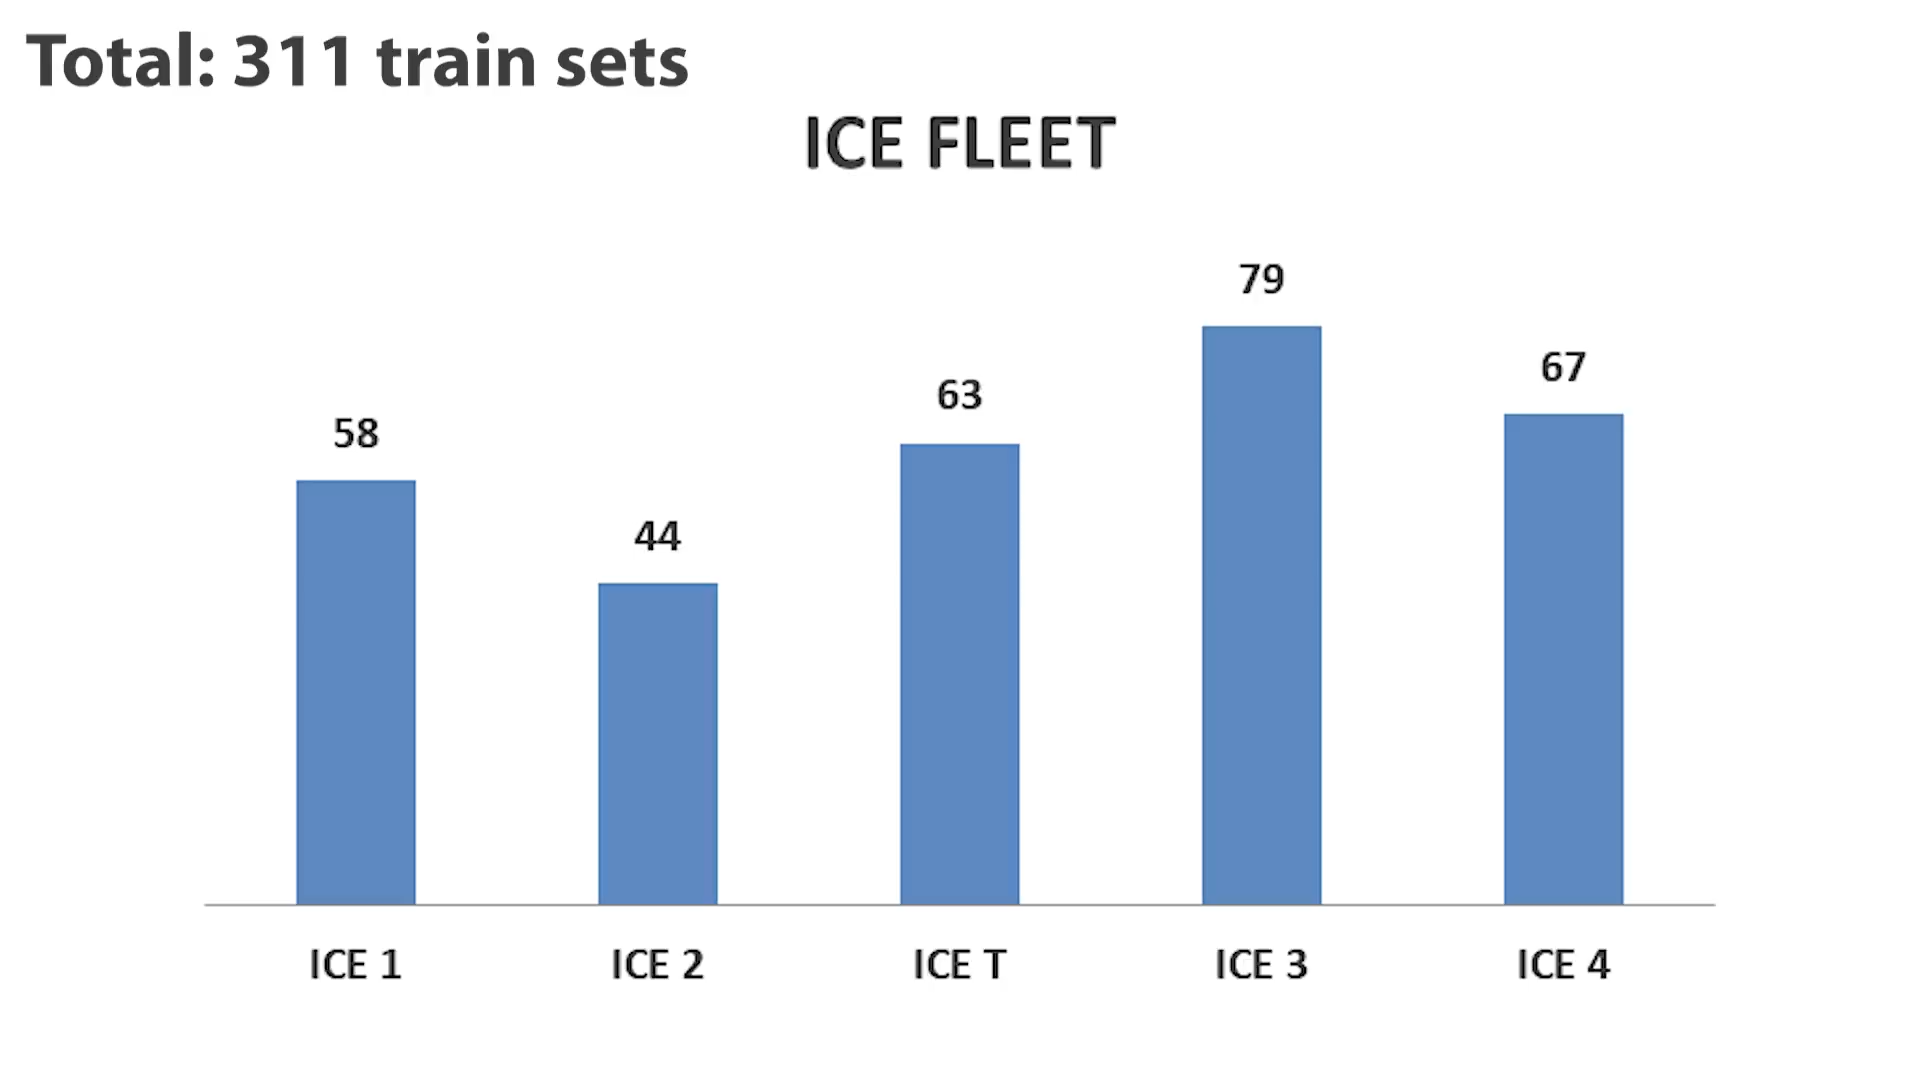 Total: 311 train sets
ICE FLEET
79
67
63
58
44
ICE 1 ICE 2 ICE T ICE 3 ICE 4